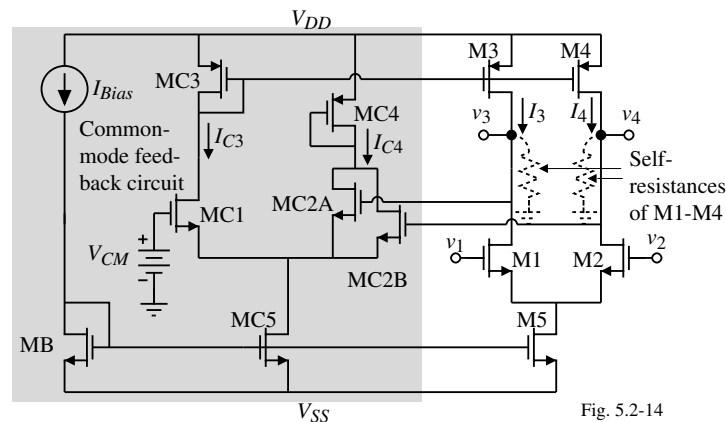 V_DD
I_Bias
MC3
M3
M4
MC4
v_3
I_3
I_4
v_4
Common-
mode feed-
back circuit
I_C3
I_C4
Self-
resistances
of M1-M4
MC1
MC2A
+
V_CM
−
MC2B
v_1
M1
M2
v_2
MB
MC5
M5
V_SS
Fig. 5.2-14